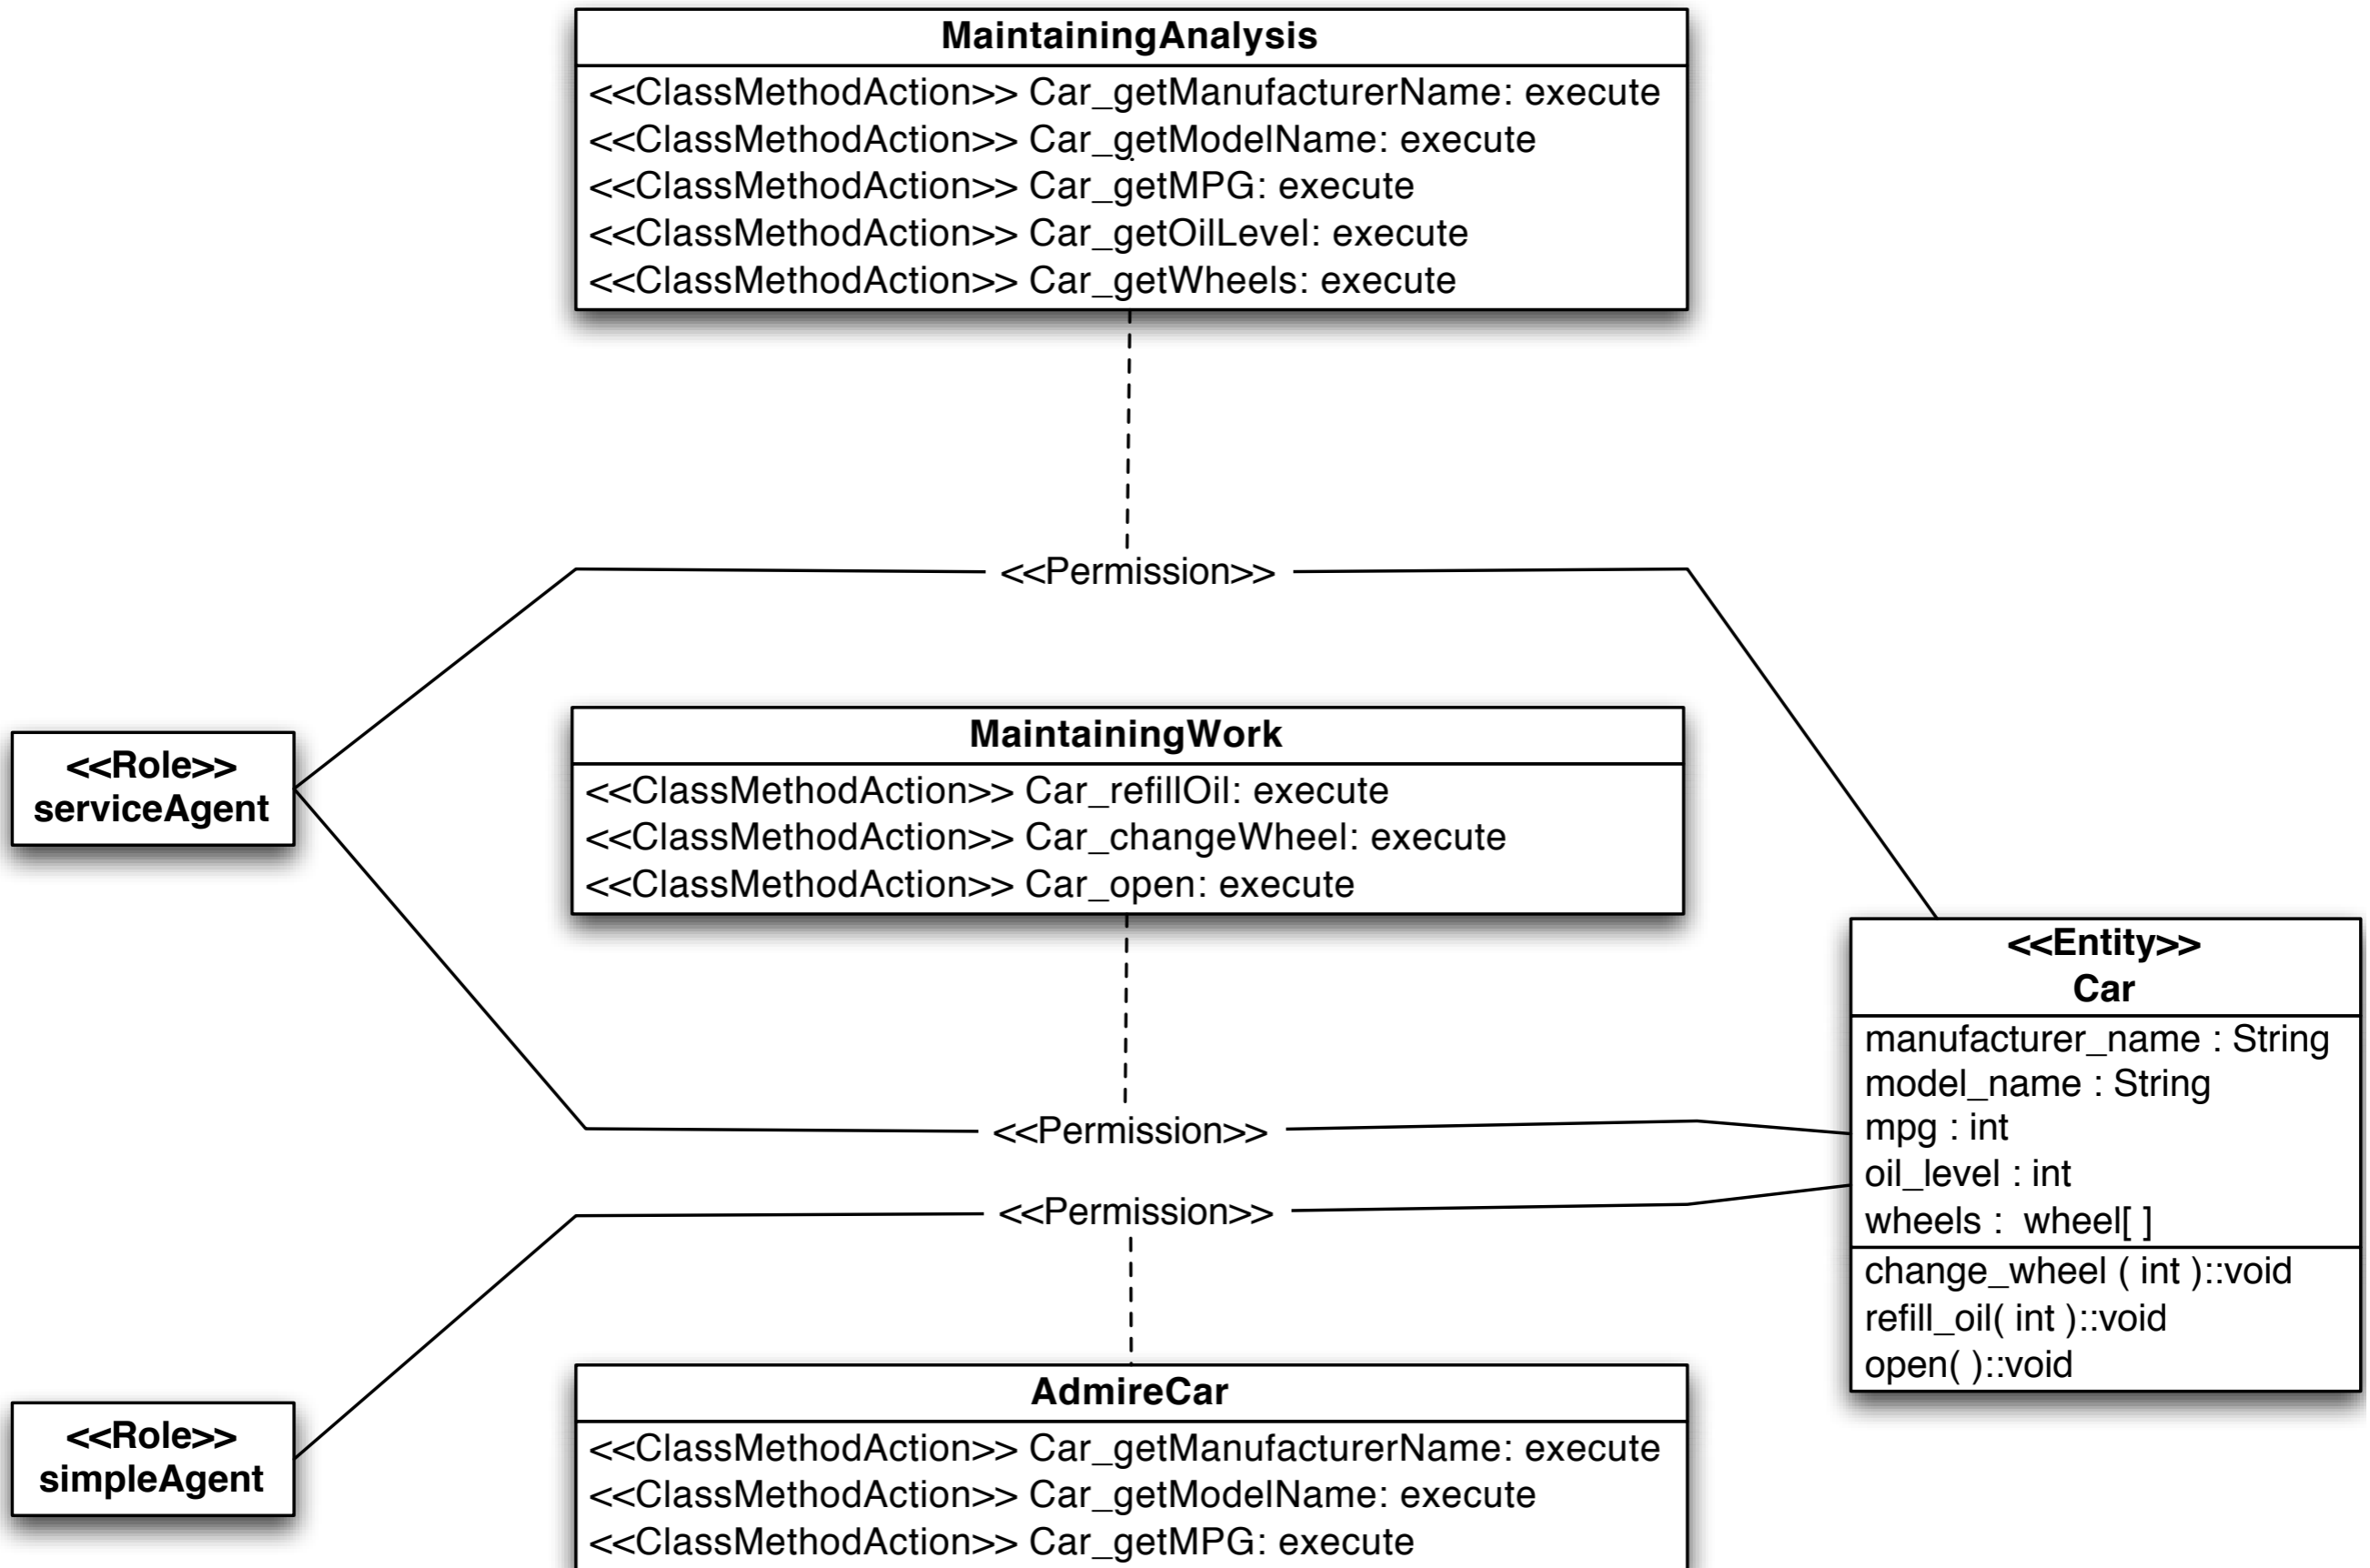 MaintainingAnalysis
<<ClassMethodAction>> Car_getManufacturerName: execute
<<ClassMethodAction>> Car_getModelName: execute
<<ClassMethodAction>> Car_getMPG: execute
<<ClassMethodAction>> Car_getOilLevel: execute
<<ClassMethodAction>> Car_getWheels: execute
<<Permission>>
<<Role>>
serviceAgent
MaintainingWork
<<ClassMethodAction>> Car_refillOil: execute
<<ClassMethodAction>> Car_changeWheel: execute
<<ClassMethodAction>> Car_open: execute
<<Entity>>
Car
manufacturer_name : String
model_name : String
mpg : int
oil_level : int
wheels :  wheel[ ]
change_wheel ( int )::void
refill_oil( int )::void
open( )::void
<<Permission>>
<<Permission>>
<<Role>>
simpleAgent
AdmireCar
<<ClassMethodAction>> Car_getManufacturerName: execute
<<ClassMethodAction>> Car_getModelName: execute
<<ClassMethodAction>> Car_getMPG: execute